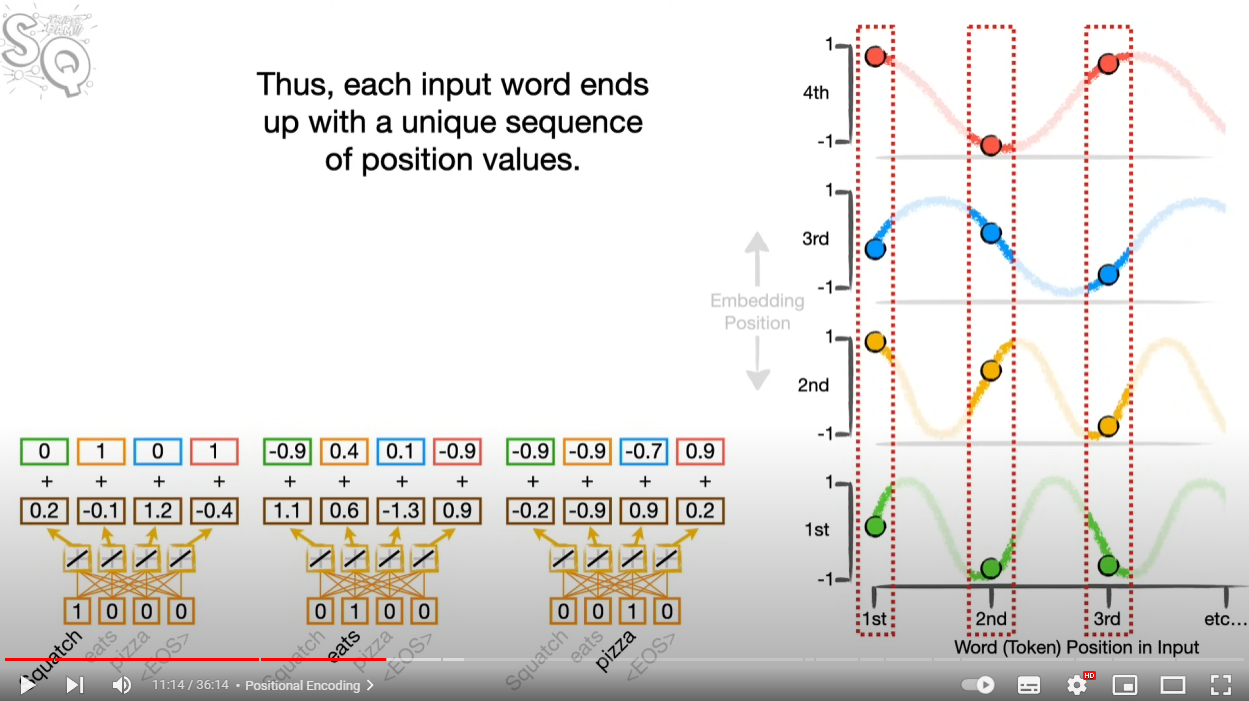 SQ
TRIPLE BAM!!!
Thus, each input word ends
up with a unique sequence
of position values.
1
4th
-1
1
3rd
-1
Embedding
Position
1
2nd
-1
1
1st
-1
1st 2nd 3rd etc...
Word (Token) Position in Input
0 1 0 1 -0.9 0.4 0.1 -0.9 -0.9 -0.9 -0.7 0.9
+ + + + + + + + + + + +
0.2 -0.1 1.2 -0.4 1.1 0.6 -1.3 0.9 -0.2 -0.9 0.9 0.2
1 0 0 0 0 1 0 0 0 0 1 0
Squatch eats pizza <EOS> Squatch eats pizza <EOS> Squatch eats pizza <EOS>
11:14 / 36:14 • Positional Encoding >
HD